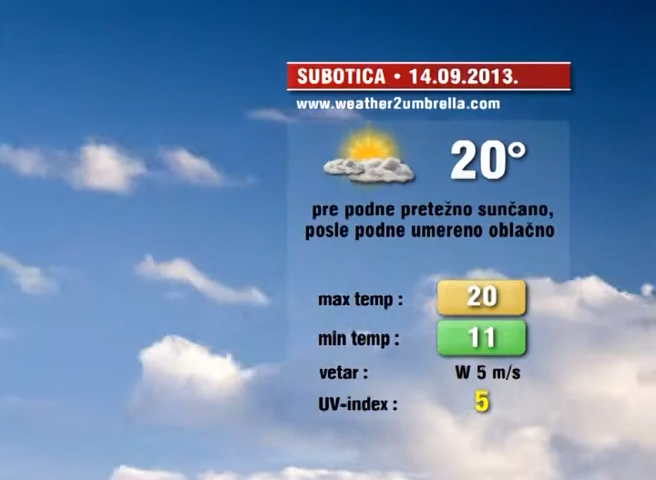 SUBOTICA • 14.09.2013.
www.weather2umbrella.com
20°
pre podne pretežno sunčano,
posle podne umereno oblačno
max temp : 20
min temp : 11
vetar : W 5 m/s
UV-index : 5